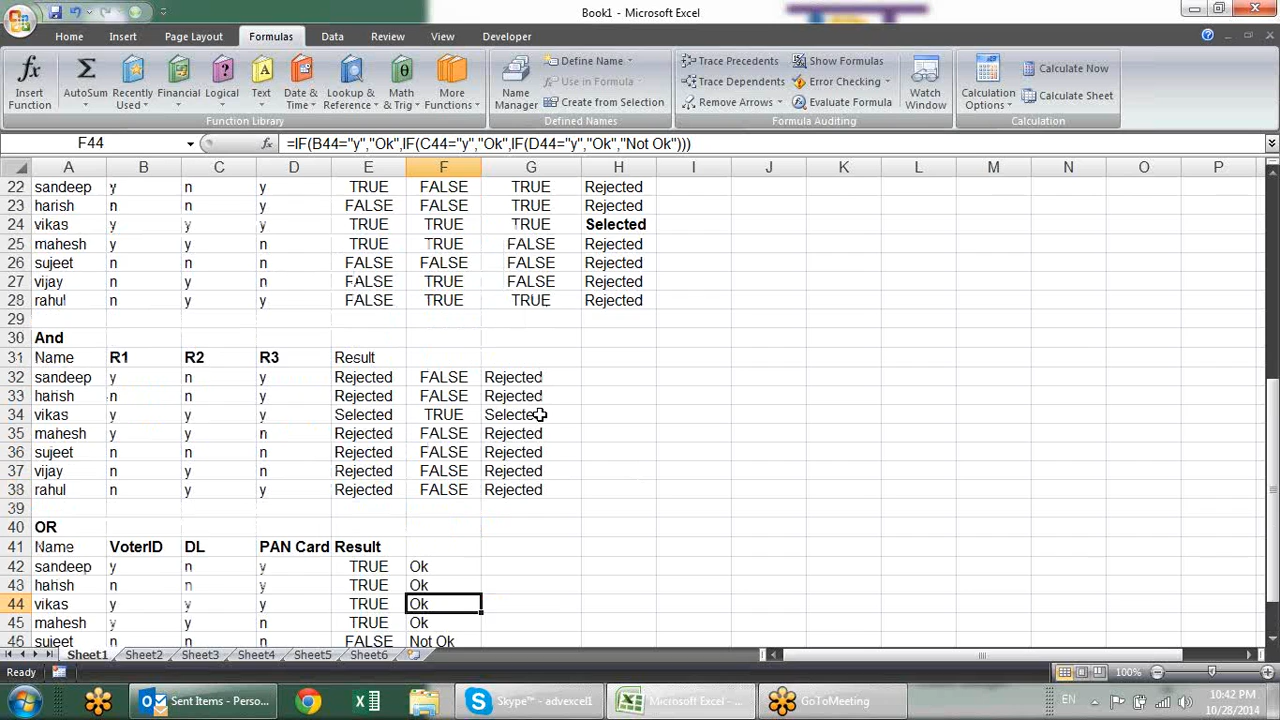 Book1 - Microsoft Excel
Home Insert Page Layout Formulas Data Review View Developer
fx Insert Function
Σ AutoSum
Recently Used
Financial
Logical
Text
Date & Time
Lookup & Reference
Math & Trig
More Functions
Function Library
Name Manager
Define Name
Use in Formula
Create from Selection
Defined Names
Trace Precedents
Trace Dependents
Remove Arrows
Show Formulas
Error Checking
Evaluate Formula
Watch Window
Formula Auditing
Calculation Options
Calculate Now
Calculate Sheet
Calculation
F44 fx =IF(B44="y","Ok",IF(C44="y","Ok",IF(D44="y","Ok","Not Ok")))
A B C D E F G H I J K L M N O P
22 sandeep y n y TRUE FALSE TRUE Rejected
23 harish n n y FALSE FALSE TRUE Rejected
24 vikas y y y TRUE TRUE TRUE Selected
25 mahesh y y n TRUE TRUE FALSE Rejected
26 sujeet n n n FALSE FALSE FALSE Rejected
27 vijay n y n FALSE TRUE FALSE Rejected
28 rahul n y y FALSE TRUE TRUE Rejected
29
30 And
31 Name R1 R2 R3 Result
32 sandeep y n y Rejected FALSE Rejected
33 harish n n y Rejected FALSE Rejected
34 vikas y y y Selected TRUE Selected
35 mahesh y y n Rejected FALSE Rejected
36 sujeet n n n Rejected FALSE Rejected
37 vijay n y n Rejected FALSE Rejected
38 rahul n y y Rejected FALSE Rejected
39
40 OR
41 Name VoterID DL PAN Card Result
42 sandeep y n y TRUE Ok
43 harish n n y TRUE Ok
44 vikas y y y TRUE Ok
45 mahesh y y n TRUE Ok
46 sujeet n n n FALSE Not Ok
Sheet1 Sheet2 Sheet3 Sheet4 Sheet5 Sheet6
Ready 100%
Sent Items - Perso... Skype™ - advexcel1 Microsoft Excel - ... GoToMeeting EN 10:42 PM
10/28/2014